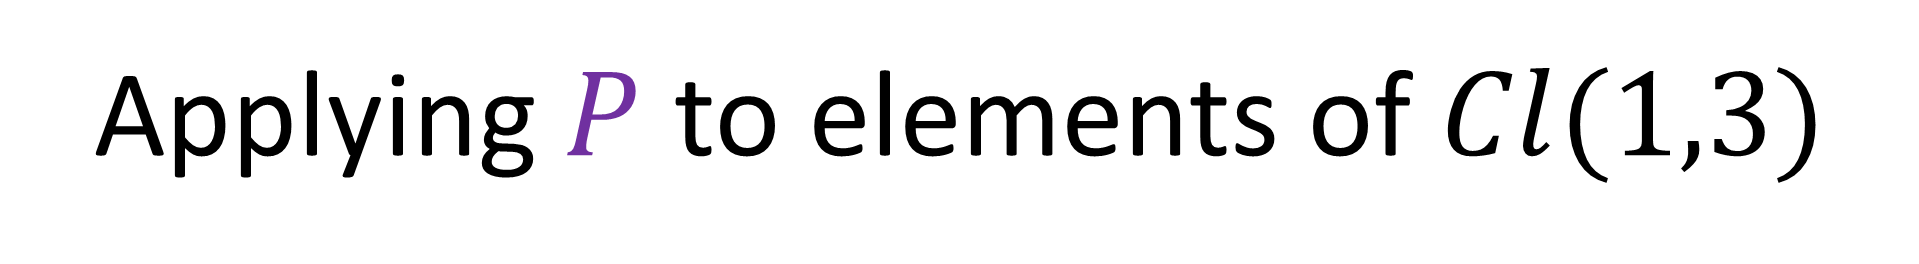 Applying P to elements of Cl(1,3)